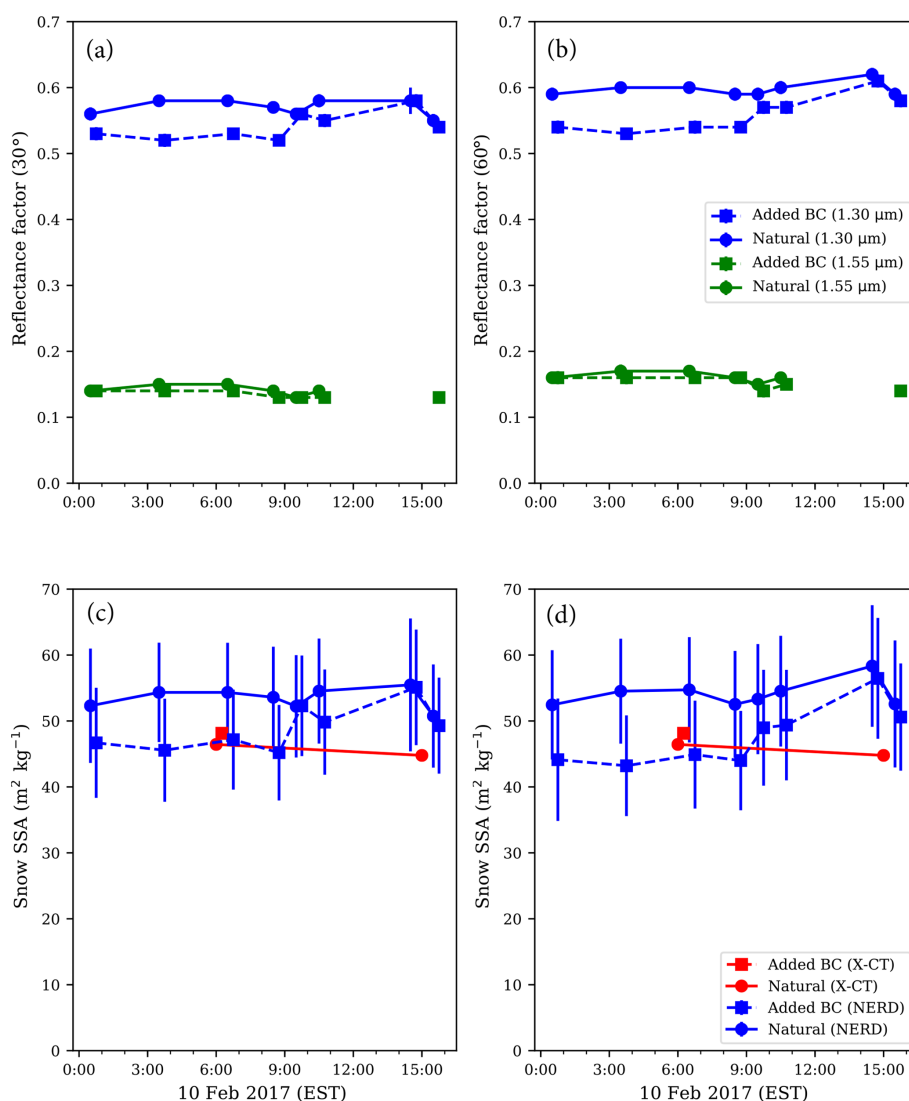 (a)
Reflectance factor (30°)
0.7
0.6
0.5
0.4
0.3
0.2
0.1
0.0
0:00 3:00 6:00 9:00 12:00 15:00
(b)
Reflectance factor (60°)
0.7
0.6
0.5
0.4
0.3
0.2
0.1
0.0
Added BC (1.30 μm)
Natural (1.30 μm)
Added BC (1.55 μm)
Natural (1.55 μm)
0:00 3:00 6:00 9:00 12:00 15:00
(c)
Snow SSA (m² kg⁻¹)
70
60
50
40
30
20
10
0
0:00 3:00 6:00 9:00 12:00 15:00
10 Feb 2017 (EST)
(d)
Snow SSA (m² kg⁻¹)
70
60
50
40
30
20
10
0
Added BC (X-CT)
Natural (X-CT)
Added BC (NERD)
Natural (NERD)
0:00 3:00 6:00 9:00 12:00 15:00
10 Feb 2017 (EST)